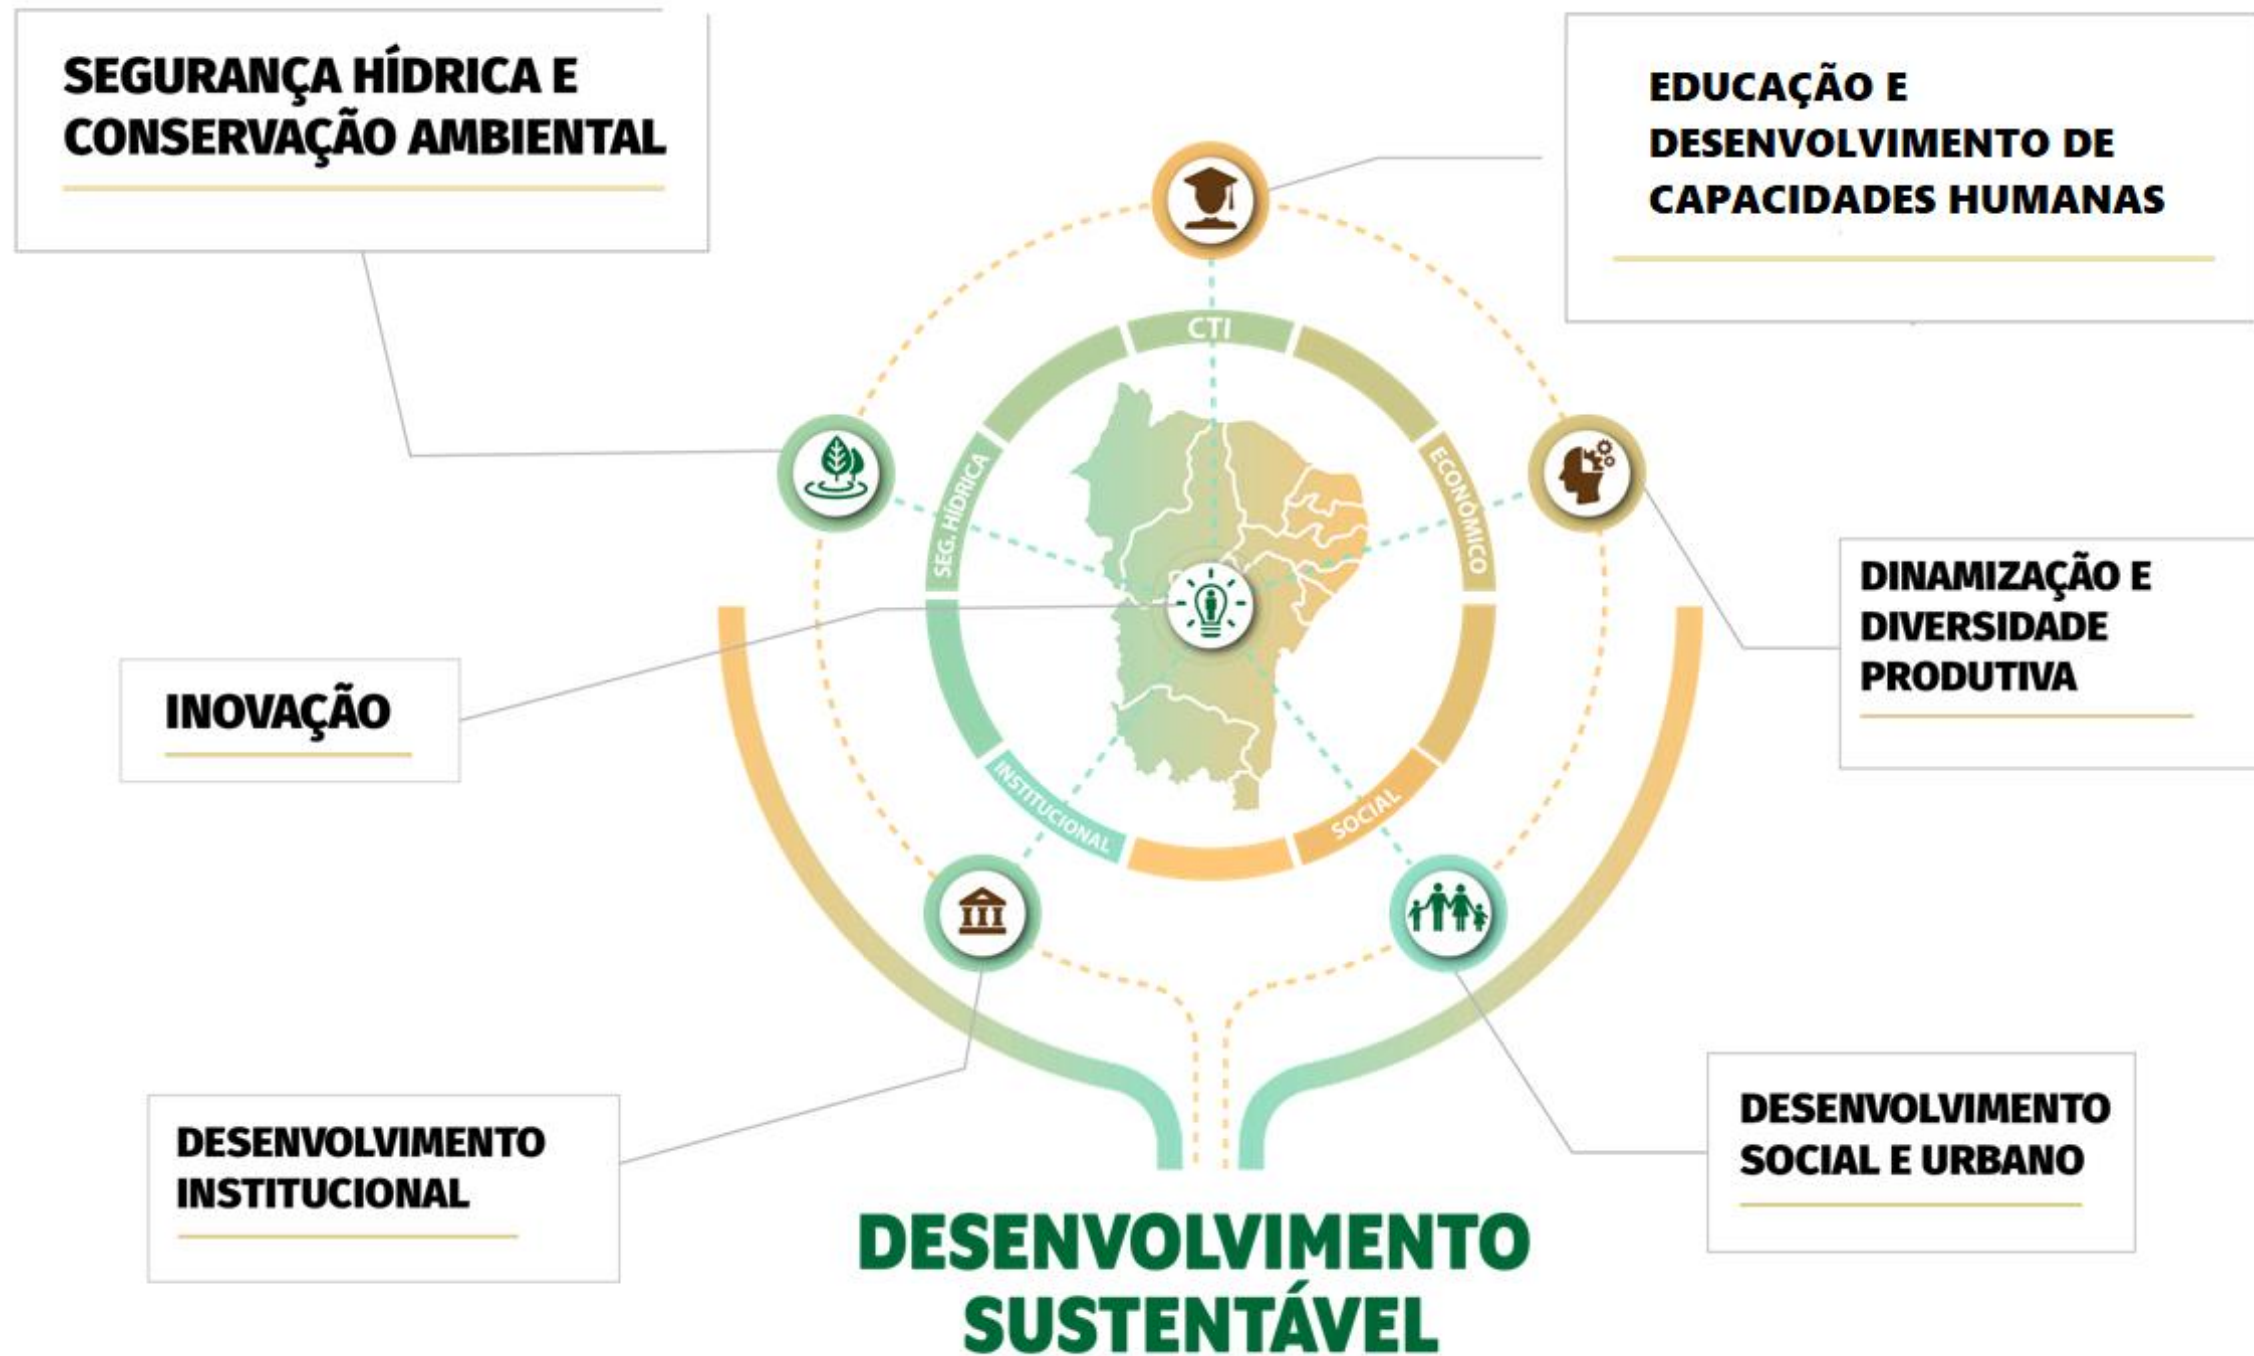 SEGURANÇA HÍDRICA E
CONSERVAÇÃO AMBIENTAL
EDUCAÇÃO E
DESENVOLVIMENTO DE
CAPACIDADES HUMANAS
CTI
SEG. HÍDRICA
ECONÔMICO
DINAMIZAÇÃO E
DIVERSIDADE
PRODUTIVA
INOVAÇÃO
INSTITUCIONAL
SOCIAL
DESENVOLVIMENTO
INSTITUCIONAL
DESENVOLVIMENTO
SOCIAL E URBANO
DESENVOLVIMENTO
SUSTENTÁVEL